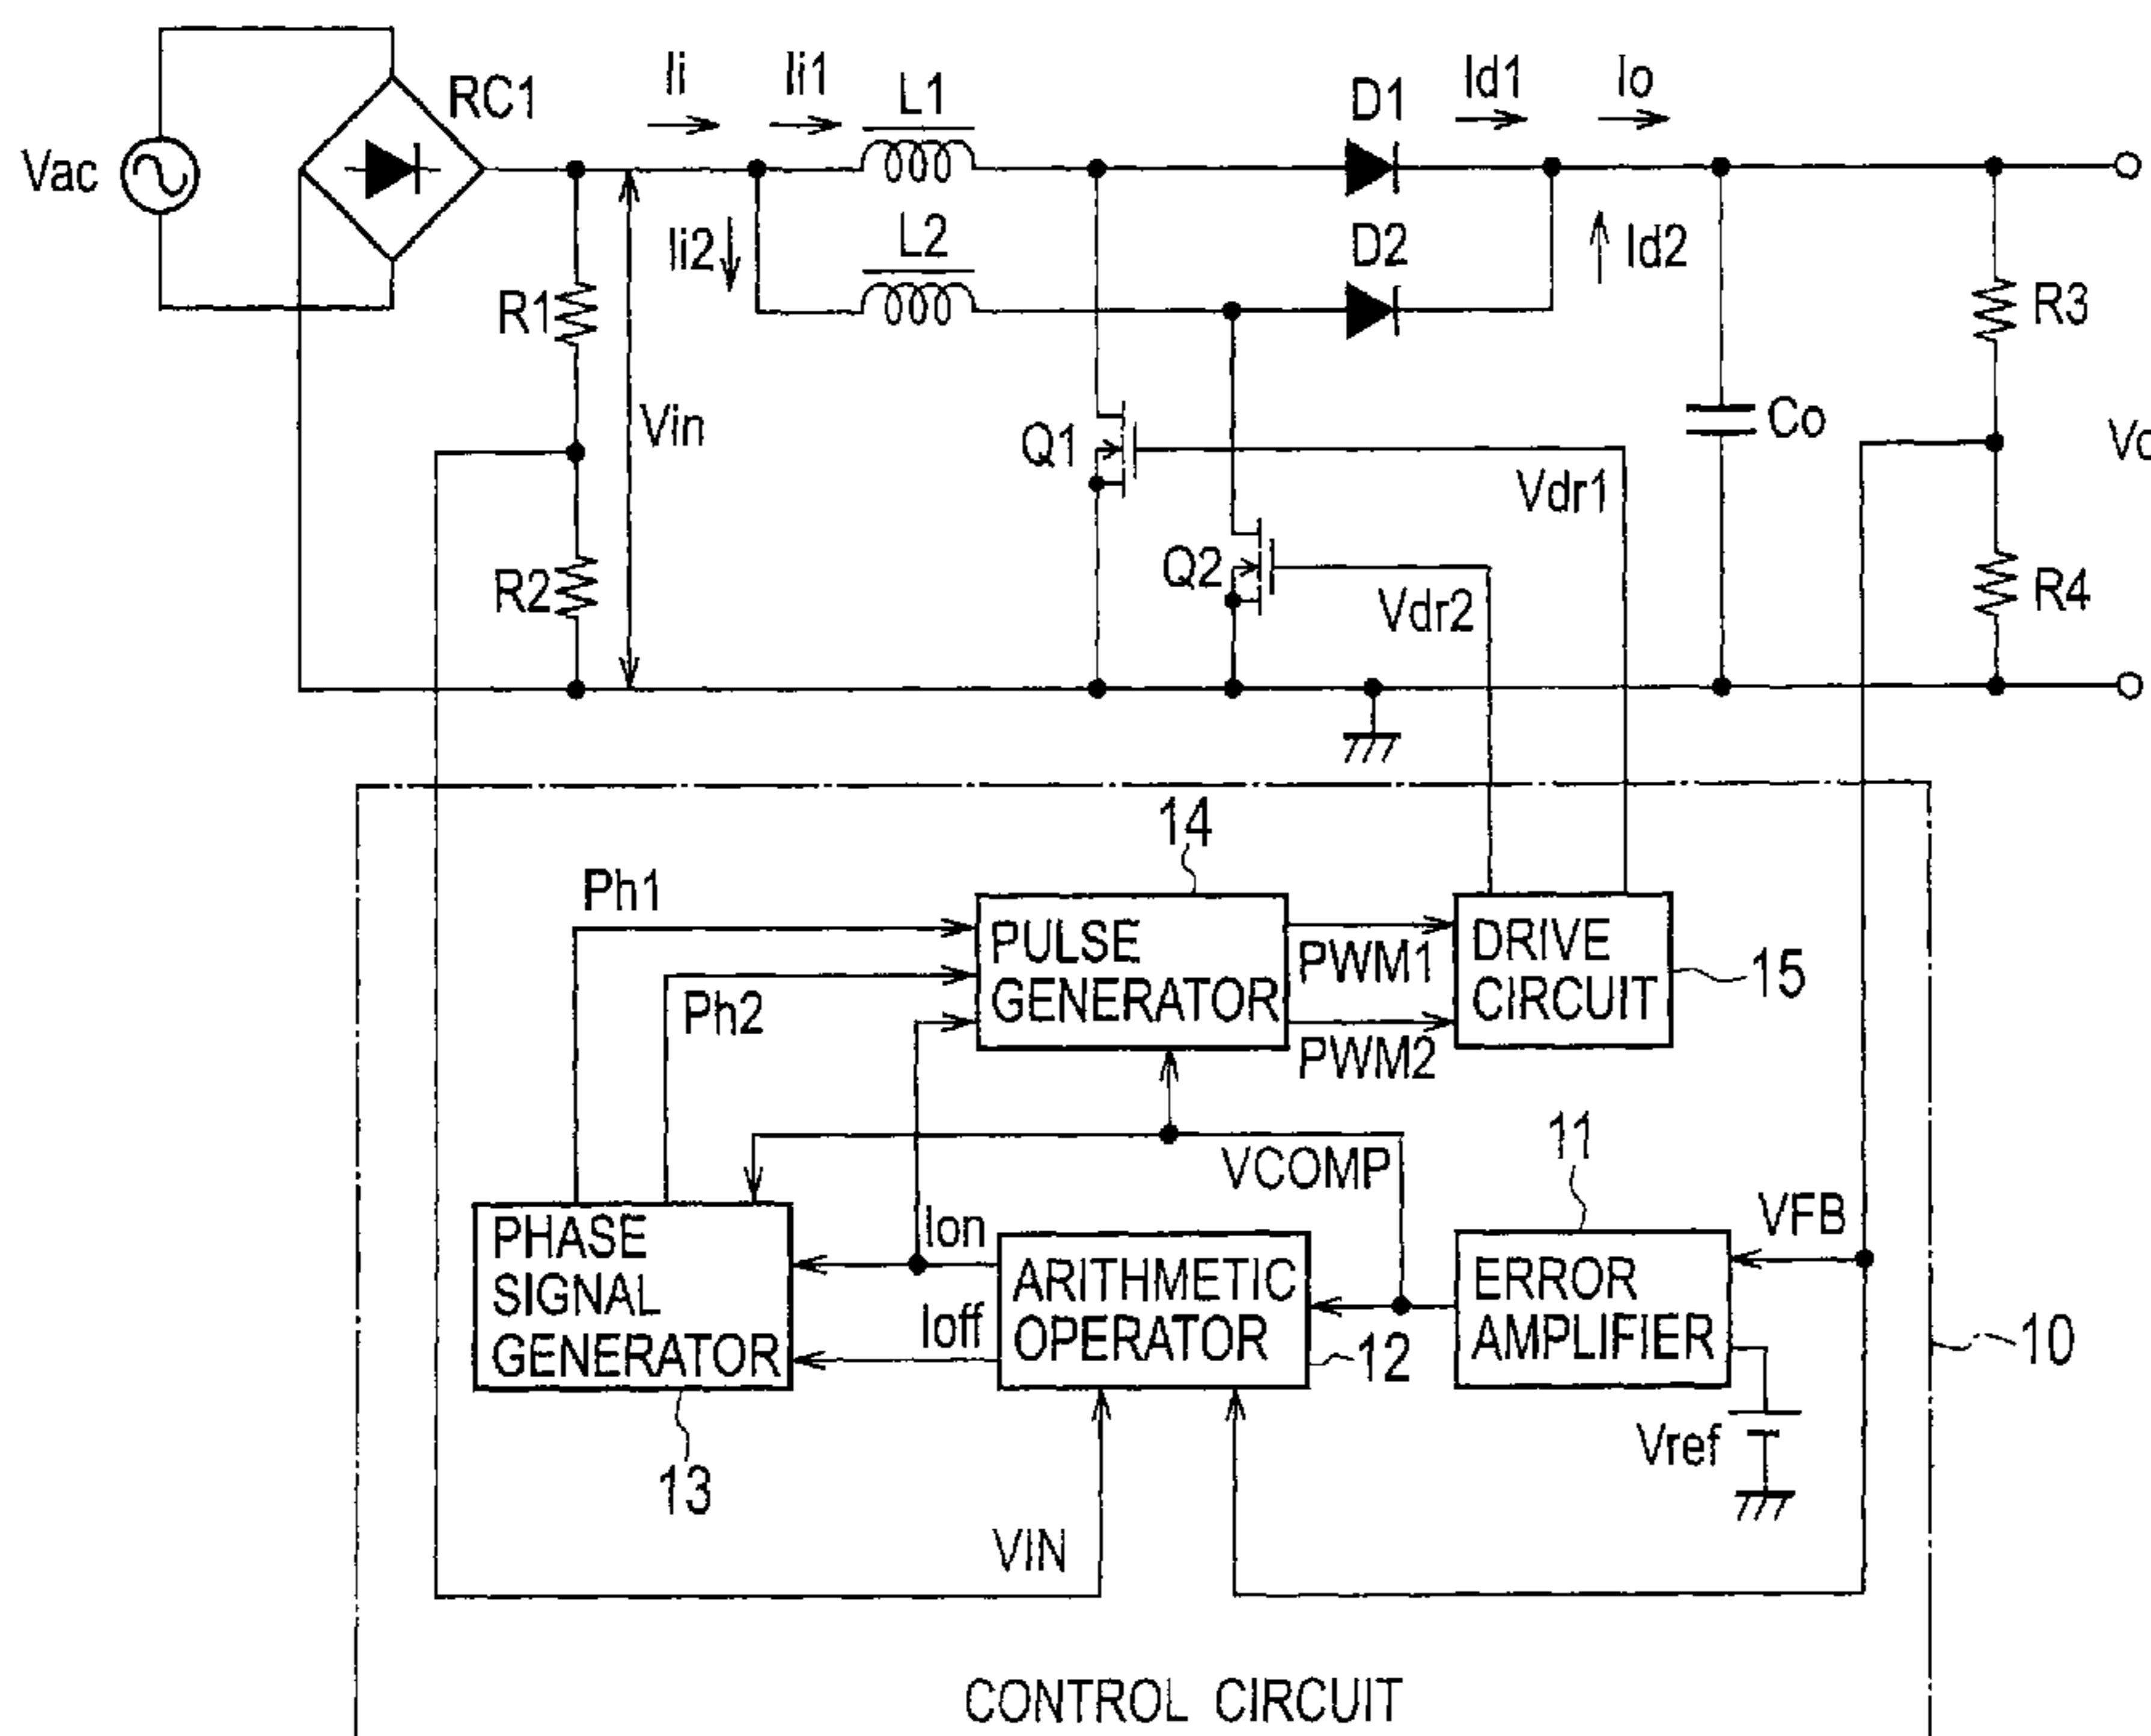 Vac
RC1
Ii
Ii1
L1
D1
Id1
Io
Ii2
L2
D2
Id2
R1
R3
Vin
Q1
Co
Vdr1
R2
Q2
Vdr2
R4
14
Ph1
PULSE
GENERATOR
PWM1
DRIVE
CIRCUIT
15
Ph2
PWM2
VCOMP
11
VFB
PHASE
SIGNAL
GENERATOR
Ion
Ioff
ARITHMETIC
OPERATOR
12
ERROR
AMPLIFIER
10
Vref
13
VIN
CONTROL CIRCUIT